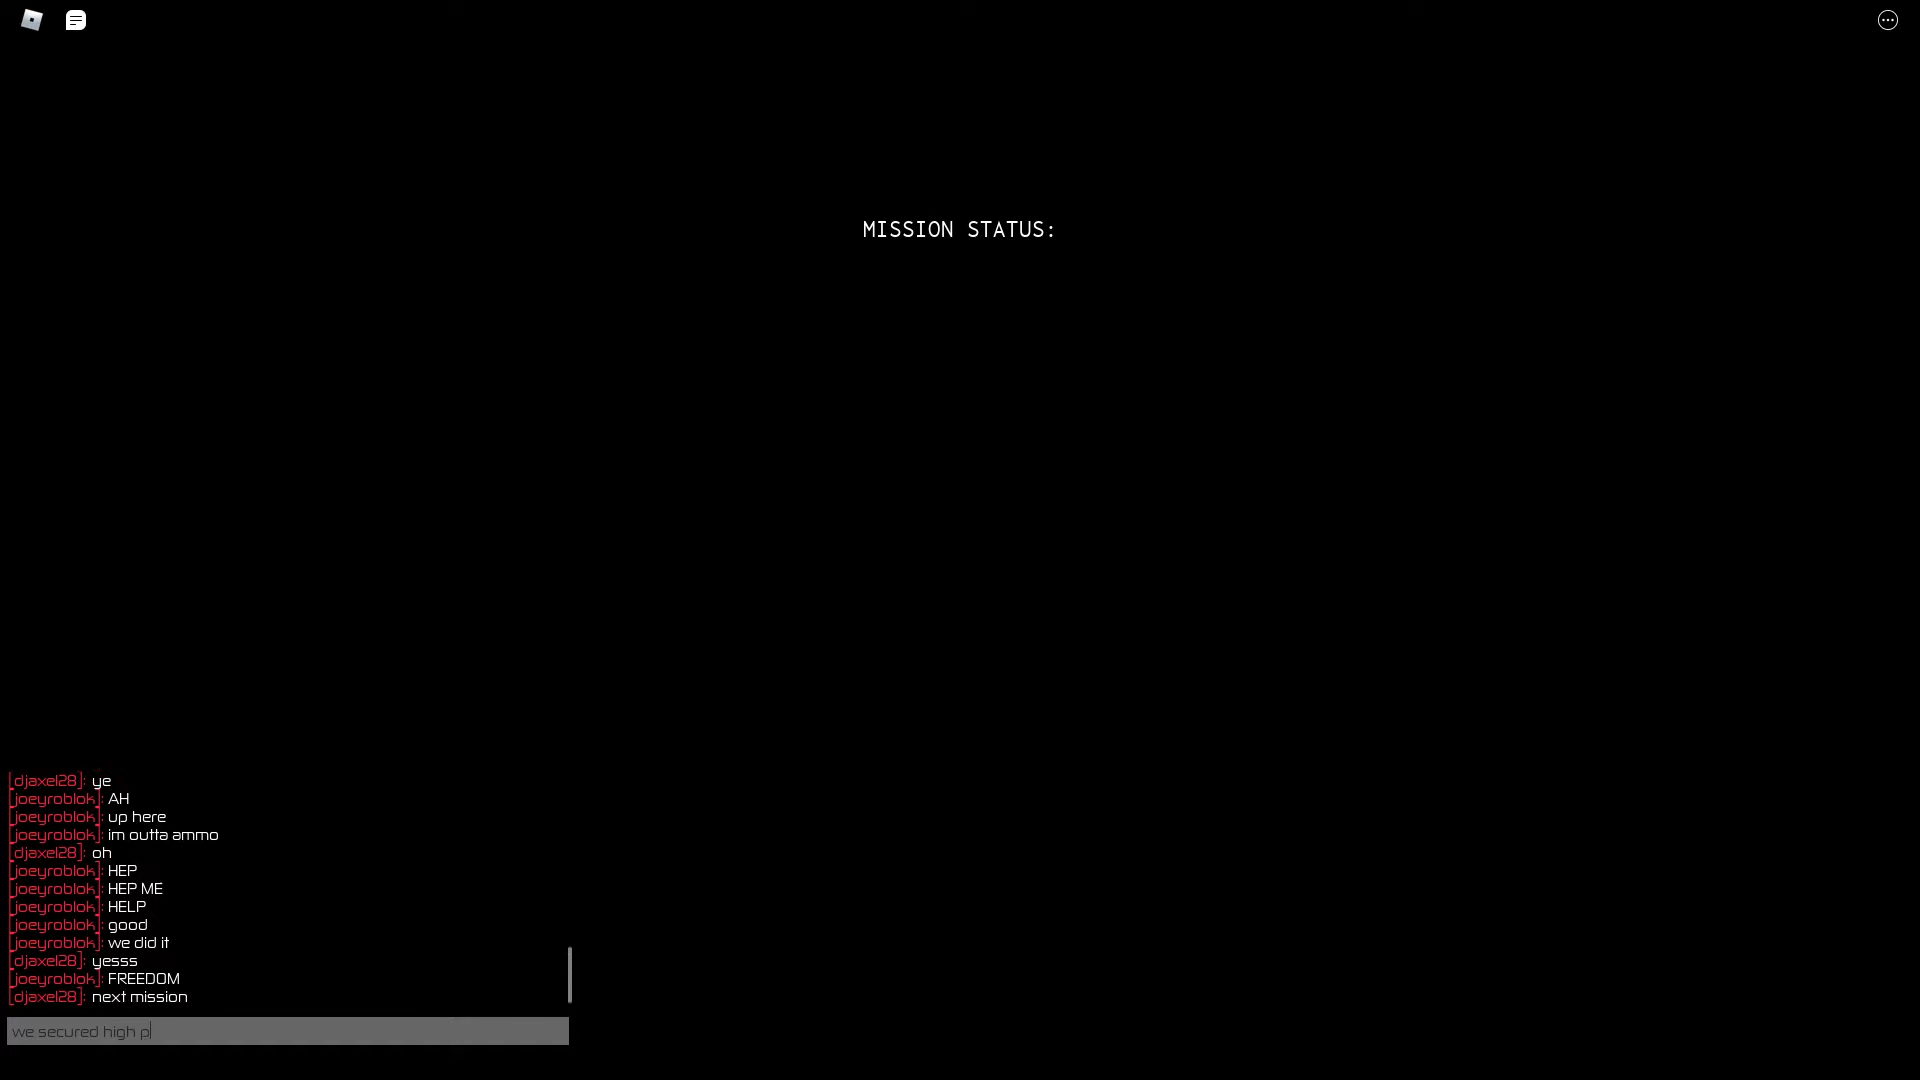 MISSION STATUS:
[djaxel28]: ye
[joeyroblok]: AH
[joeyroblok]: up here
[joeyroblok]: im outta ammo
[djaxel28]: oh
[joeyroblok]: HEP
[joeyroblok]: HEP ME
[joeyroblok]: HELP
[joeyroblok]: good
[joeyroblok]: we did it
[djaxel28]: yesss
[joeyroblok]: FREEDOM
[djaxel28]: next mission
we secured high p